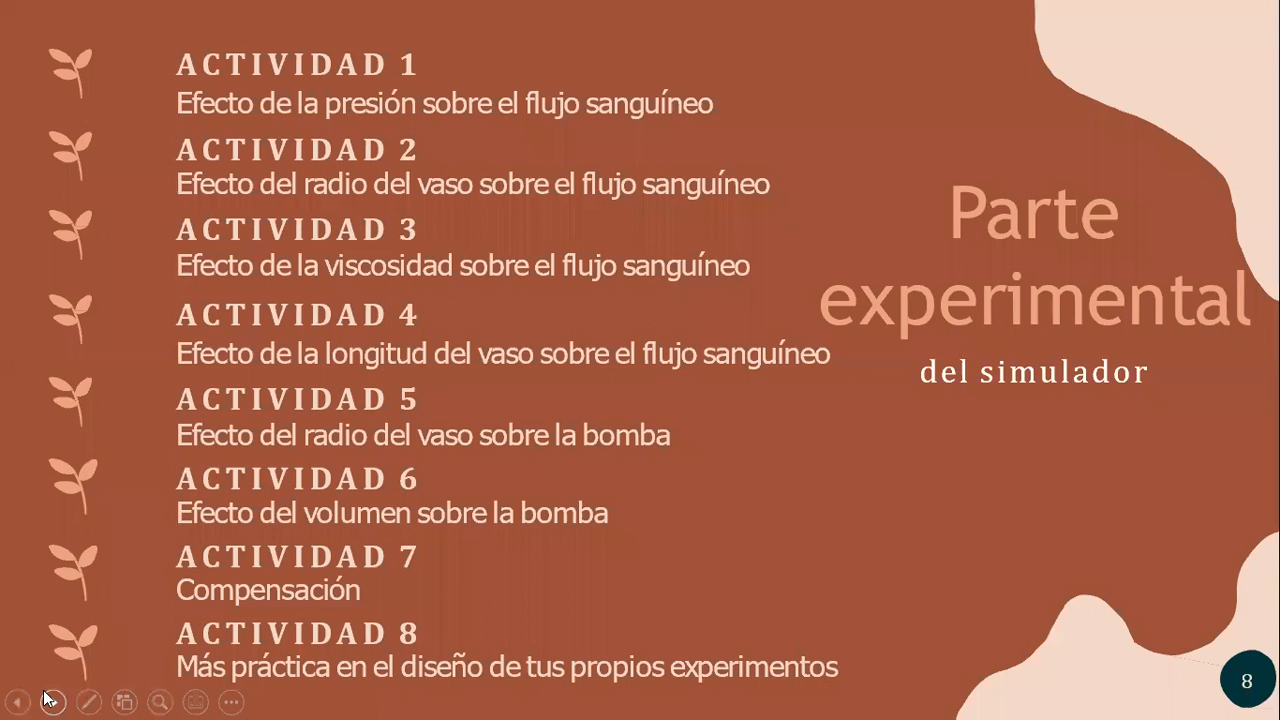 ACTIVIDAD 1
Efecto de la presión sobre el flujo sanguíneo
ACTIVIDAD 2
Efecto del radio del vaso sobre el flujo sanguíneo
ACTIVIDAD 3
Efecto de la viscosidad sobre el flujo sanguíneo
ACTIVIDAD 4
Efecto de la longitud del vaso sobre el flujo sanguíneo
ACTIVIDAD 5
Efecto del radio del vaso sobre la bomba
ACTIVIDAD 6
Efecto del volumen sobre la bomba
ACTIVIDAD 7
Compensación
ACTIVIDAD 8
Más práctica en el diseño de tus propios experimentos
Parte
experimental
del simulador
8